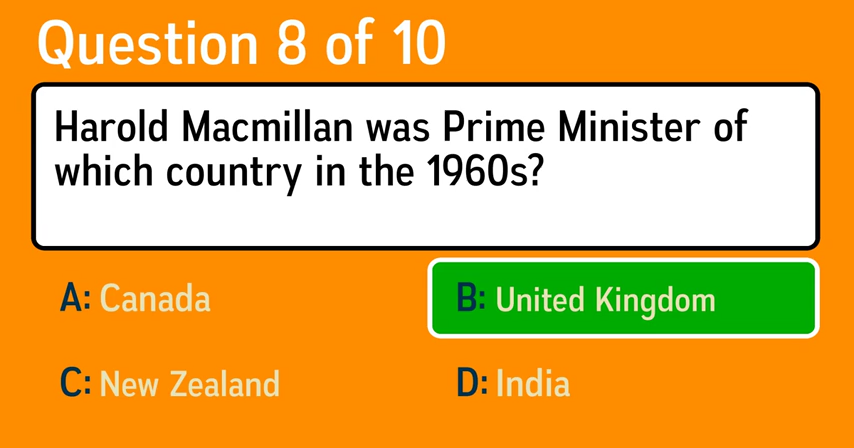 Question 8 of 10
Harold Macmillan was Prime Minister of
which country in the 1960s?
A: Canada
B: United Kingdom
C: New Zealand
D: India